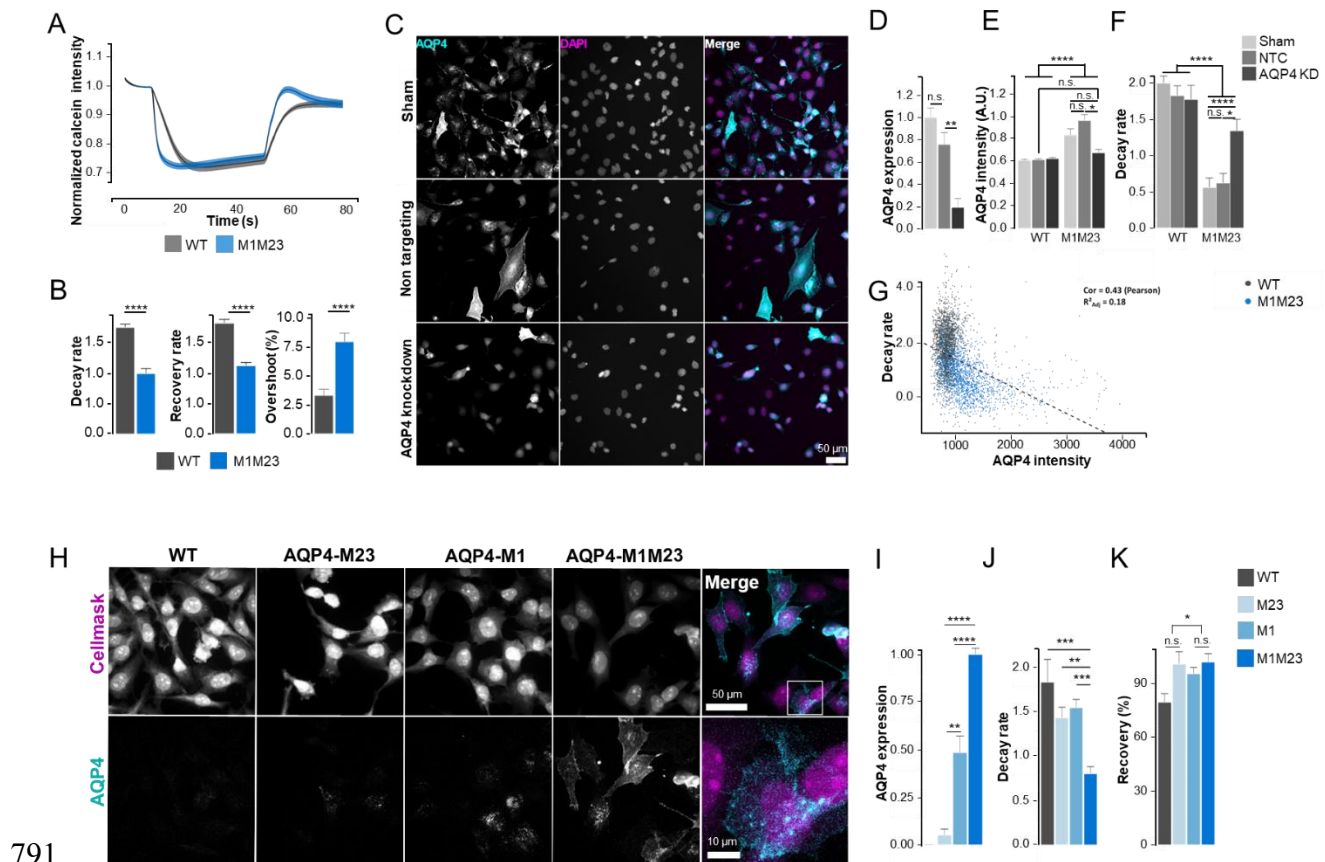 A
Normalized calcein intensity
1.1
1.0
0.9
0.8
0.7
0
20
40
60
80
Time (s)
WT
M1M23
B
****
****
****
Decay rate
1.5
1.0
1.0
0.0
Recovery rate
1.5
1.0
1.0
0.0
Overshoot (%)
10.0
7.5
5.0
2.5
0.0
WT
M1M23
C
AQP4
DAPI
Merge
Sham
Non targeting
AQP4 knockdown
50 µm
D
AQP4 expression
1.2
1.0
0.8
0.6
0.4
0.2
0.0
n.s.
**
E
AQP4 intensity (A.U.)
1.2
1.0
0.8
0.6
0.4
0.2
0.0
****
n.s.
n.s.
n.s.
*
WT
M1M23
F
Decay rate
2.0
1.5
1.0
0.5
0.0
****
****
n.s.
*
WT
M1M23
Sham
NTC
AQP4 KD
G
Decay rate
4.0
2.0
0.0
1000
2000
3000
4000
AQP4 intensity
Cor = 0.43 (Pearson)
R²Adj = 0.18
WT
M1M23
H
WT
AQP4-M23
AQP4-M1
AQP4-M1M23
Cellmask
AQP4
Merge
50 µm
10 µm
I
AQP4 expression
1.00
0.75
0.50
0.25
0.00
****
****
**
J
Decay rate
2.0
1.5
1.0
0.5
0.0
***
**
***
K
Recovery (%)
90
60
30
0
*
n.s.
n.s.
WT
M23
M1
M1M23
791